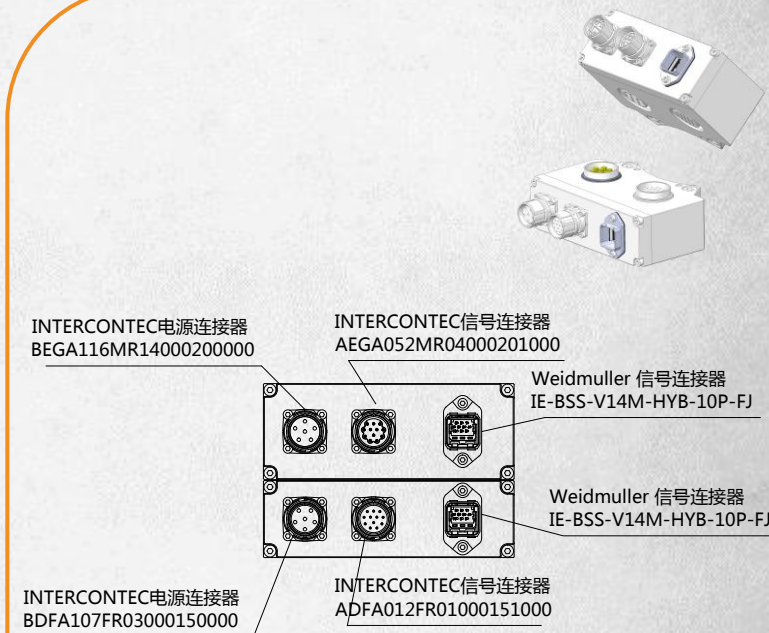 INTERCONTEC电源连接器
BEGA116MR14000200000
INTERCONTEC信号连接器
AEGA052MR04000201000
Weidmuller 信号连接器
IE-BSS-V14M-HYB-10P-FJ
Weidmuller 信号连接器
IE-BSS-V14M-HYB-10P-FJ
INTERCONTEC电源连接器
BDFA107FR03000150000
INTERCONTEC信号连接器
ADFA012FR01000151000